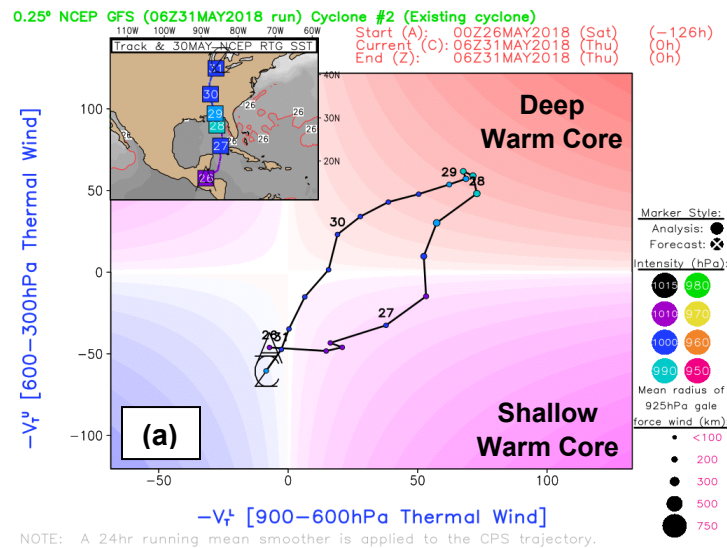 0.25° NCEP GFS (06Z31MAY2018 run) Cyclone #2 (Existing cyclone)
Start (A): 00Z26MAY2018 (Sat) (−126h)
Current (C): 06Z31MAY2018 (Thu) (0h)
End (Z): 06Z31MAY2018 (Thu) (0h)
110W 100W 90W 80W 70W 60W
Track & 30MAY NCEP RTG SST
40N
30N
20N
31
30
29
28
27
26
26
26
26
26
Deep
Warm Core
29
28
30
27
26
31
(a)
Shallow
Warm Core
100
50
0
−50
−100
−50 0 50 100
−VTU [600−300hPa Thermal Wind]
−VTL [900−600hPa Thermal Wind]
Marker Style:
Analysis:
Forecast:
Intensity (hPa):
1015 980
1010 970
1000 960
990 950
Mean radius of
925hPa gale
force wind (km)
<100
200
300
500
750
NOTE: A 24hr running mean smoother is applied to the CPS trajectory.